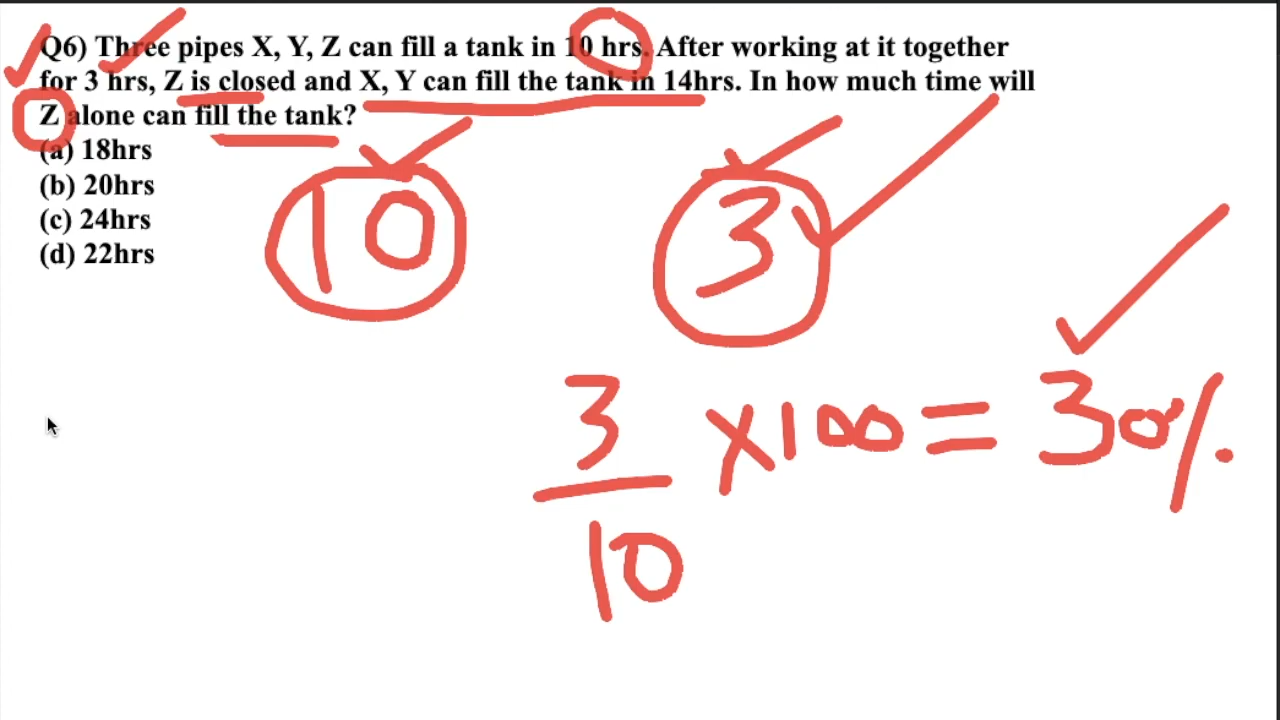 Q6) Three pipes X, Y, Z can fill a tank in 10 hrs. After working at it together
for 3 hrs, Z is closed and X, Y can fill the tank in 14hrs. In how much time will
Z alone can fill the tank?
(a) 18hrs
(b) 20hrs
(c) 24hrs
(d) 22hrs
10 3
3/10 X100 = 30%